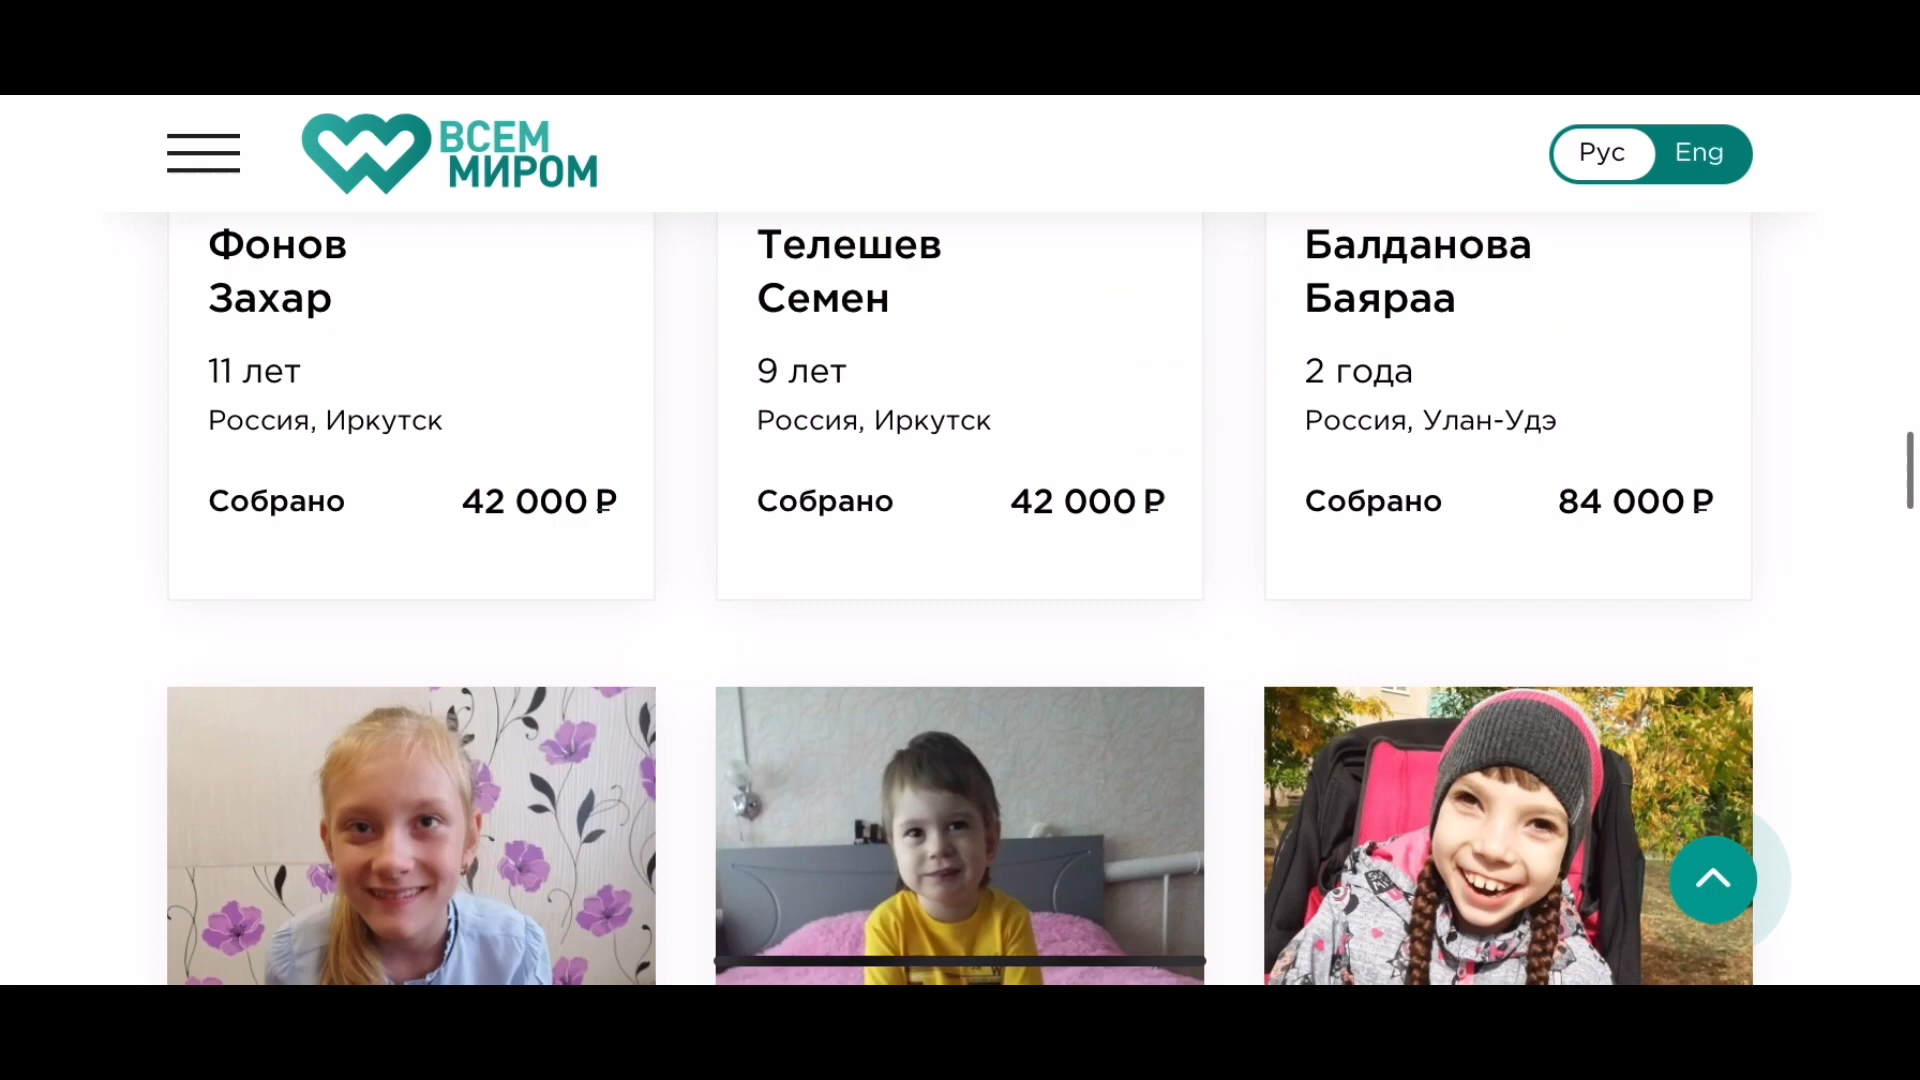 ВСЕМ
МИРОМ
Рус Eng
Фонов
Захар
11 лет
Россия, Иркутск
Собрано 42 000 ₽
Телешев
Семен
9 лет
Россия, Иркутск
Собрано 42 000 ₽
Балданова
Баяраа
2 года
Россия, Улан-Удэ
Собрано 84 000 ₽